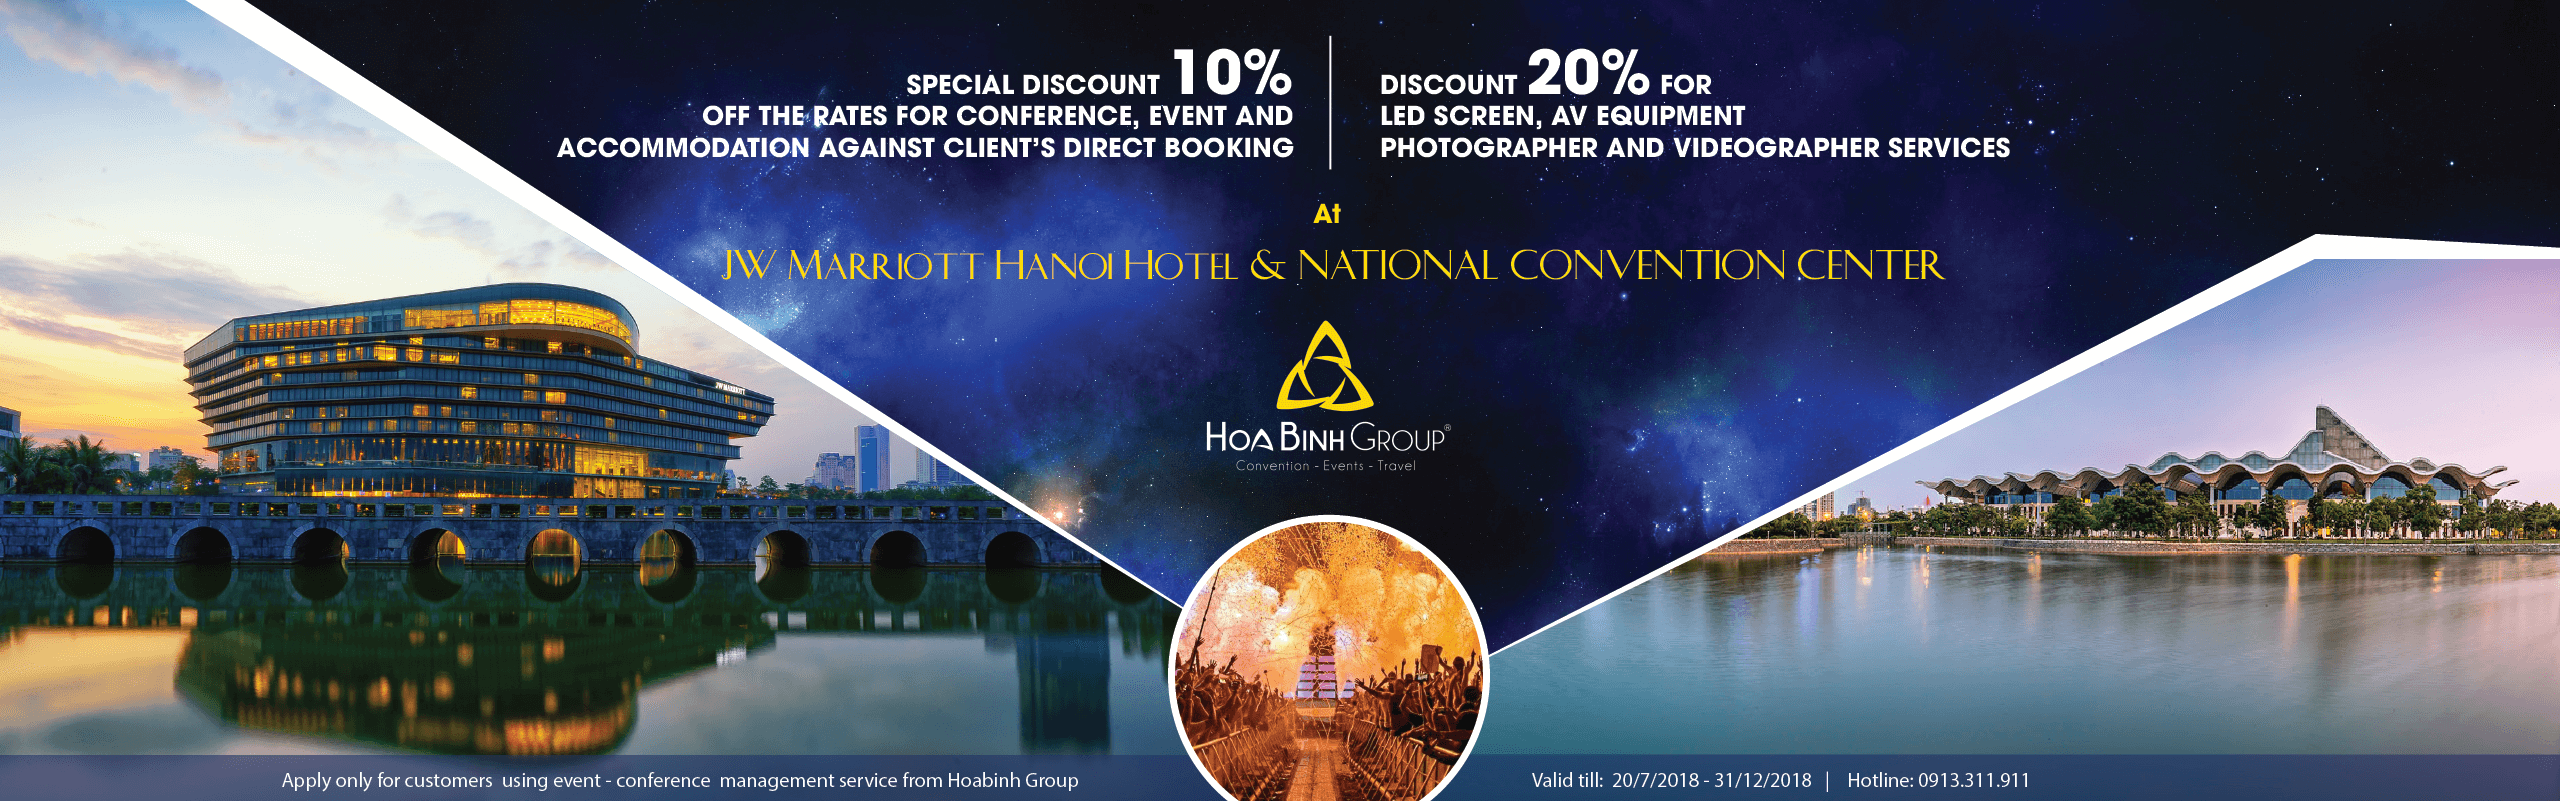 SPECIAL DISCOUNT 10%
OFF THE RATES FOR CONFERENCE, EVENT AND
ACCOMMODATION AGAINST CLIENT'S DIRECT BOOKING
DISCOUNT 20% FOR
LED SCREEN, AV EQUIPMENT
PHOTOGRAPHER AND VIDEOGRAPHER SERVICES
At
JW MARRIOTT HANOI HOTEL & NATIONAL CONVENTION CENTER
JW MARRIOTT
HOA BINH GROUP®
Convention - Events - Travel
Apply only for customers using event - conference management service from Hoabinh Group
Valid till: 20/7/2018 - 31/12/2018 | Hotline: 0913.311.911